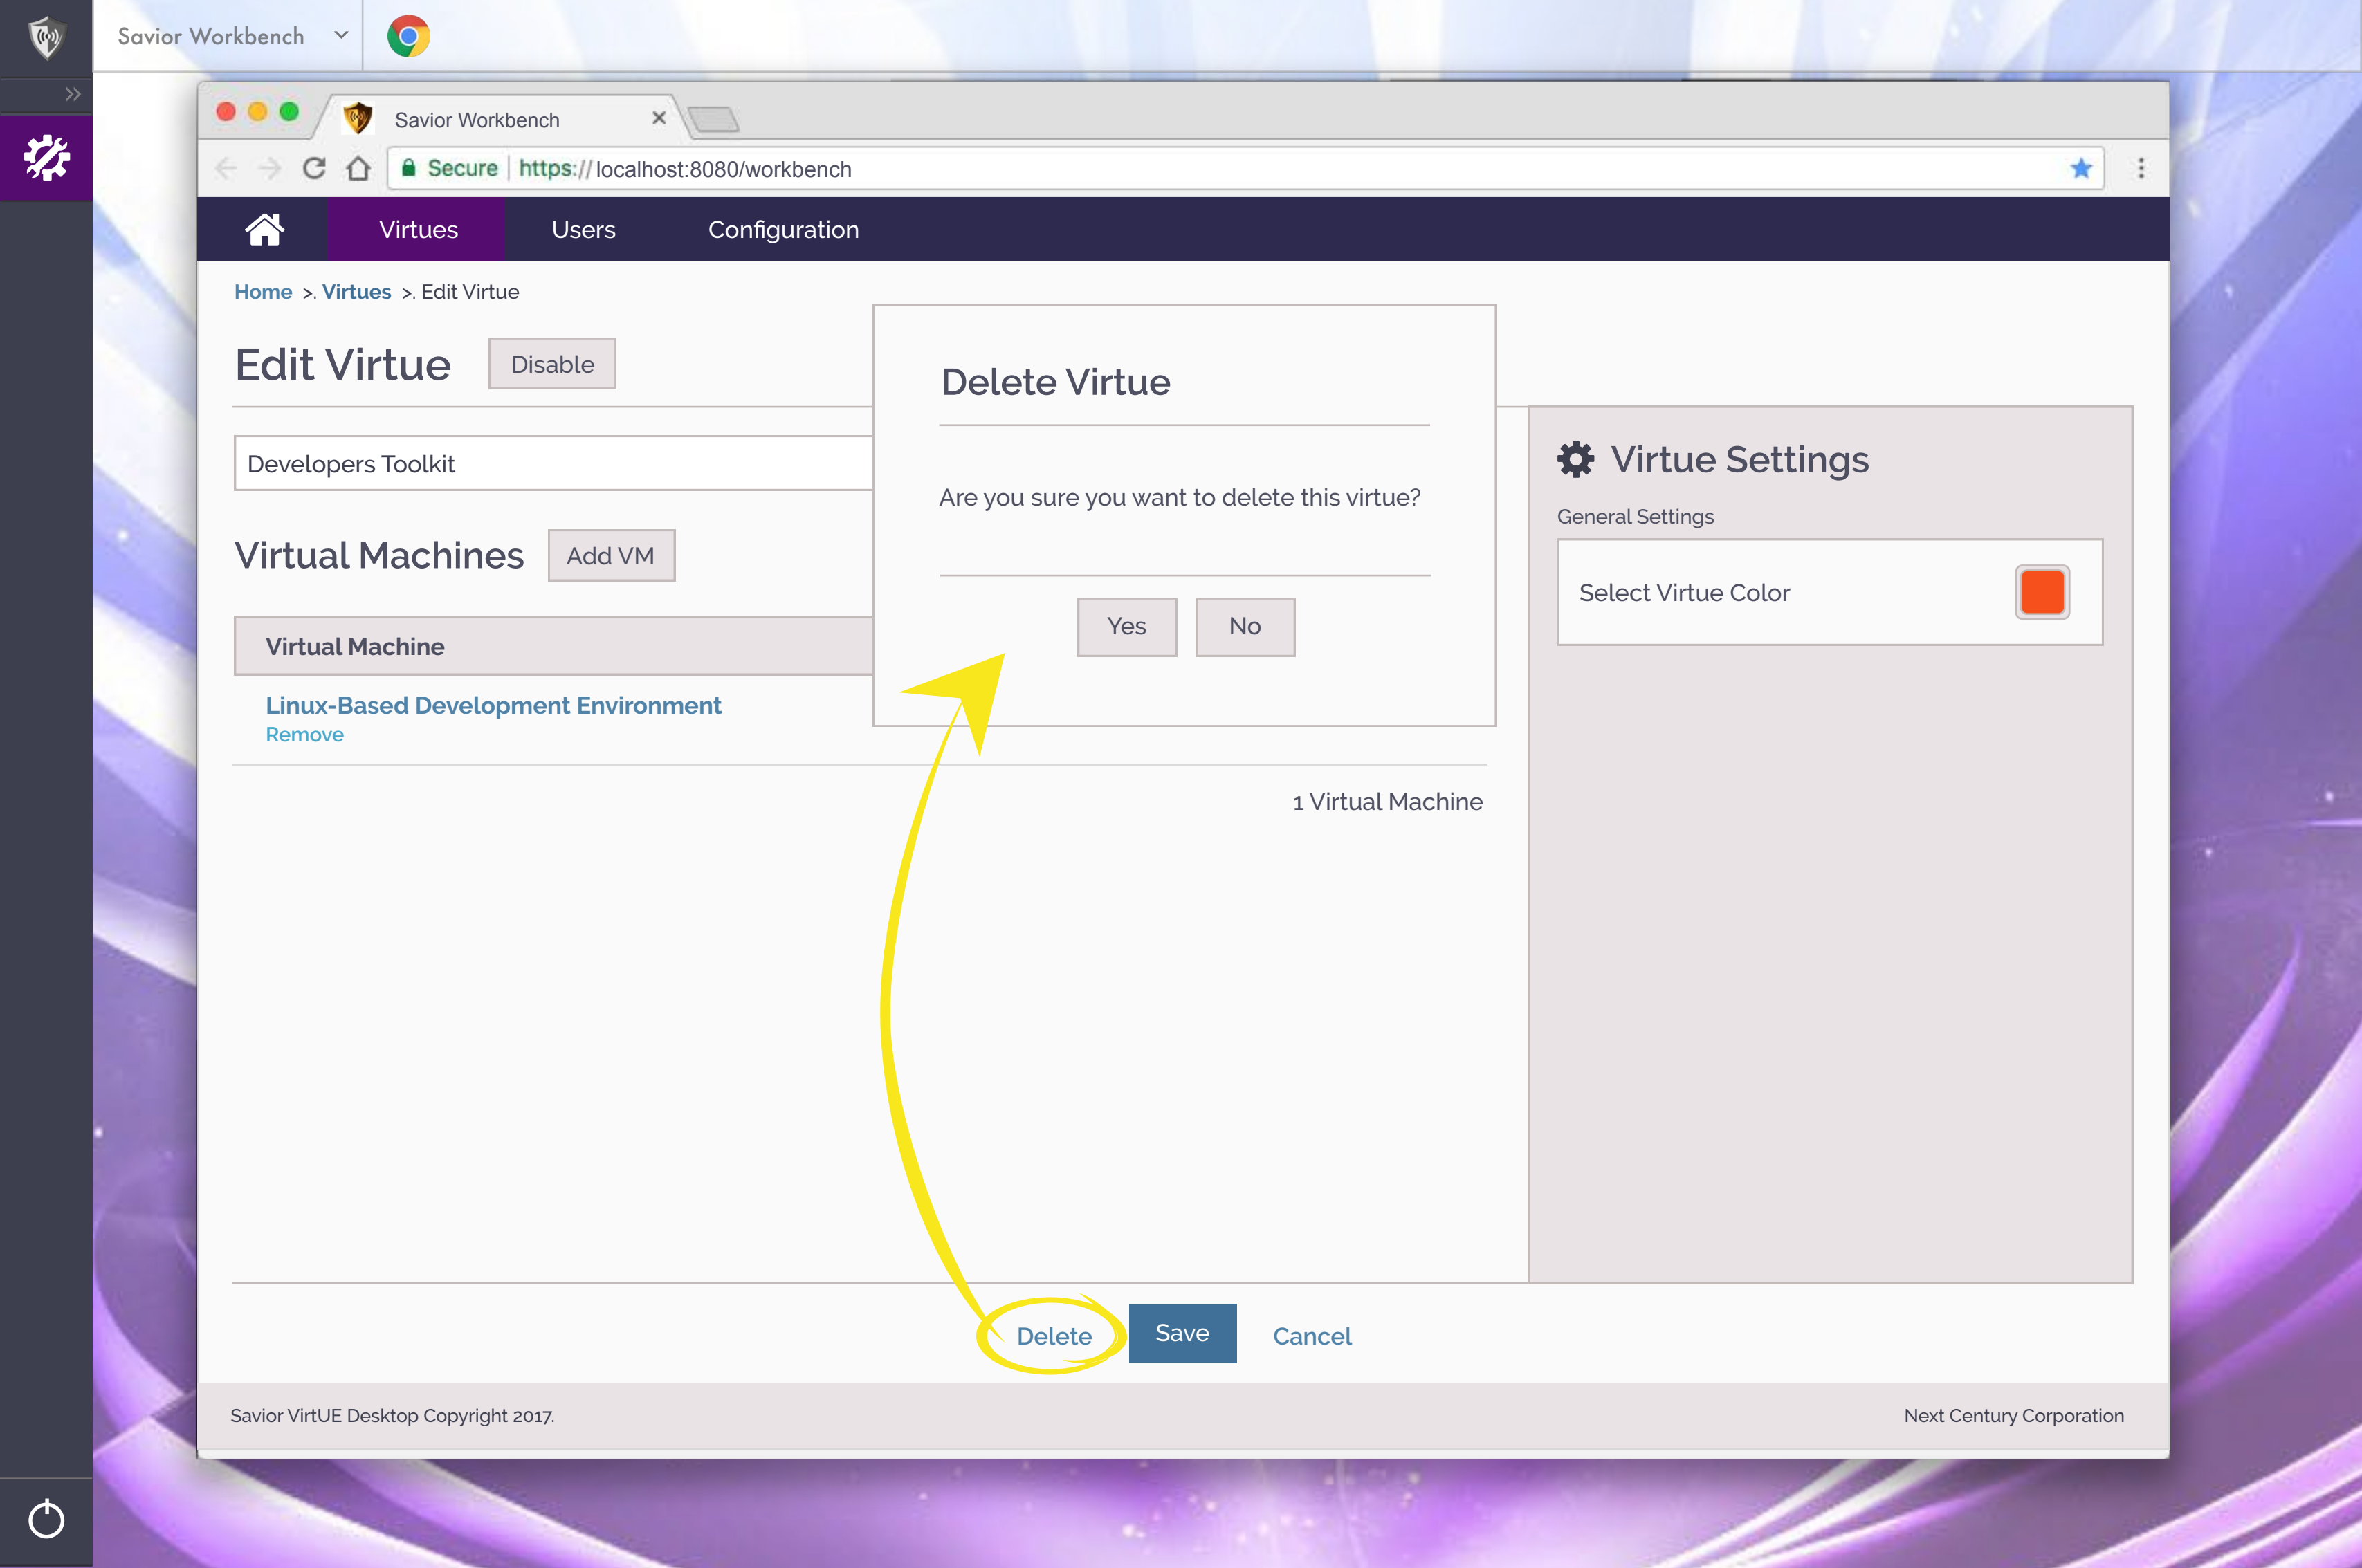 Savior Workbench
Savior Workbench
Secure https://localhost:8080/workbench
Virtues Users Configuration
Home >. Virtues >. Edit Virtue
Edit Virtue Disable
Developers Toolkit
Virtual Machines Add VM
Virtual Machine
Linux-Based Development Environment
Remove
1 Virtual Machine
Delete Virtue
Are you sure you want to delete this virtue?
Yes No
Virtue Settings
General Settings
Select Virtue Color
Delete Save Cancel
Savior VirtUE Desktop Copyright 2017. Next Century Corporation